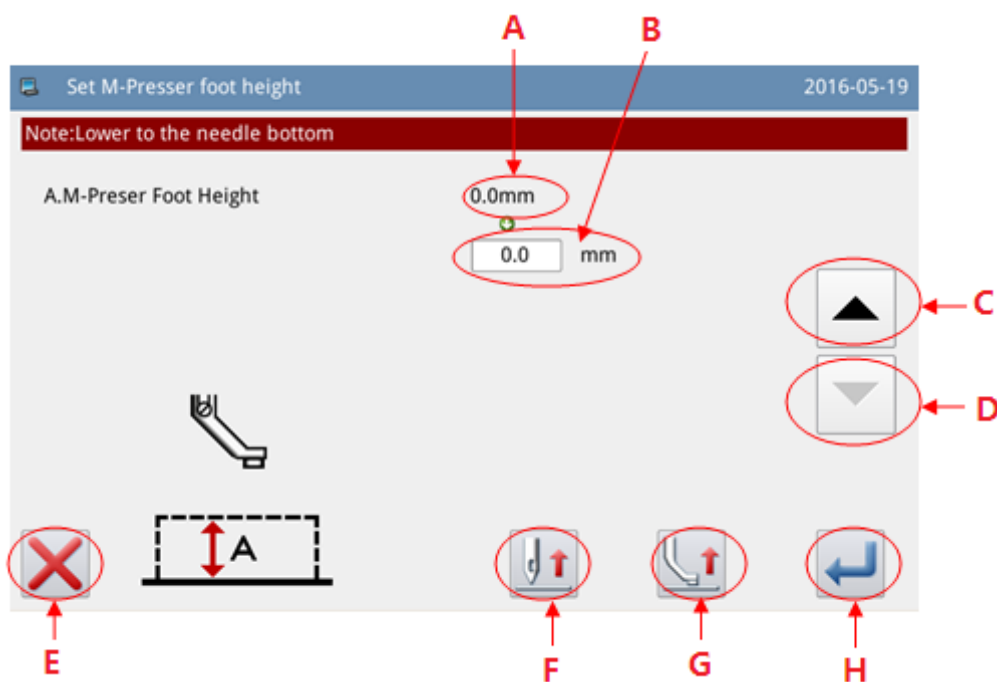 A
B
Set M-Presser foot height 2016-05-19
Note:Lower to the needle bottom
A.M-Preser Foot Height 0.0mm
0.0 mm
C
D
A
E
F
G
H